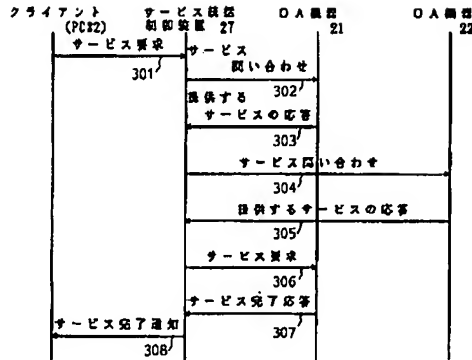 クライアント
(PC#2)
サービス接続
制御装置 27
OA機器
21
OA機器
22
サービス要求
301
サービス
問い合わせ
302
提供する
サービスの応答
303
サービス問い合わせ
304
提供するサービスの応答
305
サービス要求
306
サービス完了応答
307
サービス完了通知
308